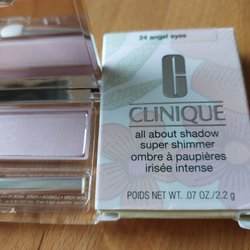 24 angel eyes
C
CLINIQUE
all about shadow
super shimmer
ombre à paupières
irisée intense
POIDS NET WT. .07 OZ./2.2 g